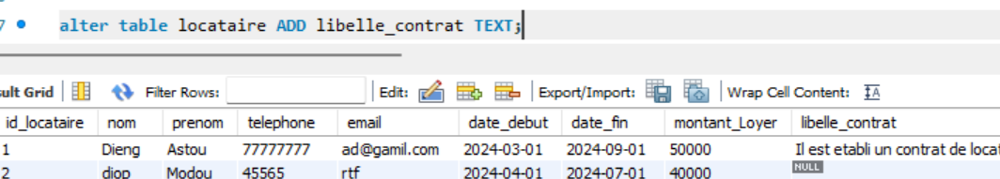 7 alter table locataire ADD libelle_contrat TEXT;
Grid Filter Rows: Edit: Export/Import: Wrap Cell Content: IA
id_locataire nom prenom telephone email date_debut date_fin montant_Loyer libelle_contrat
1 Dieng Astou 77777777 ad@gamil.com 2024-03-01 2024-09-01 50000 Il est etabli un contrat de
2 diop Modou 45565 rtf 2024-04-01 2024-07-01 40000 NULL